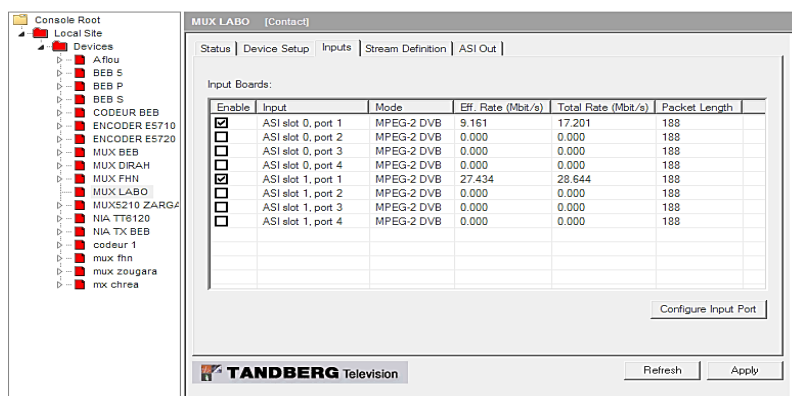 Console Root
Local Site
Devices
Aflou
BEB 5
BEB P
BEB S
CODEUR BEB
ENCODER E5710
ENCODER E5720
MUX BEB
MUX DIRAH
MUX FHN
MUX LABO
MUX5210 ZARGA
NIA TT6120
NIA TX BEB
codeur 1
mux fhn
mux zougara
mx chrea
MUX LABO [Contact]
Status Device Setup Inputs Stream Definition ASI Out
Input Boards:
Enable Input Mode Eff. Rate (Mbit/s) Total Rate (Mbit/s) Packet Length
ASI slot 0, port 1 MPEG-2 DVB 9.161 17.201 188
ASI slot 0, port 2 MPEG-2 DVB 0.000 0.000 188
ASI slot 0, port 3 MPEG-2 DVB 0.000 0.000 188
ASI slot 0, port 4 MPEG-2 DVB 0.000 0.000 188
ASI slot 1, port 1 MPEG-2 DVB 27.434 28.644 188
ASI slot 1, port 2 MPEG-2 DVB 0.000 0.000 188
ASI slot 1, port 3 MPEG-2 DVB 0.000 0.000 188
ASI slot 1, port 4 MPEG-2 DVB 0.000 0.000 188
Configure Input Port
TANDBERG Television
Refresh Apply